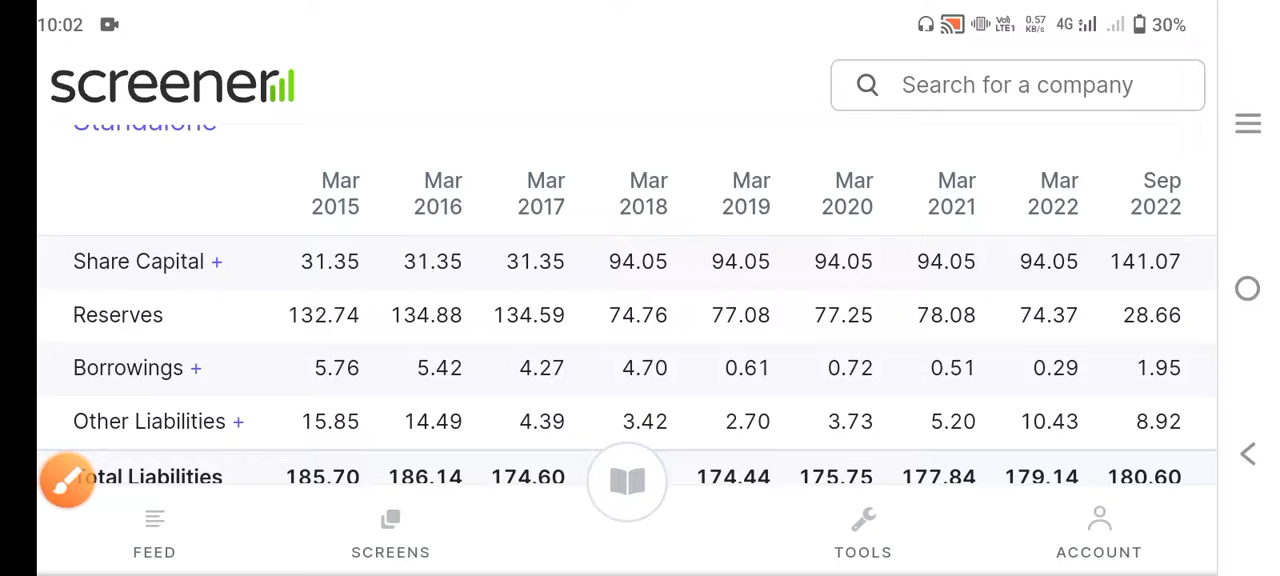 10:02 VoLTE1 0.57 KB/s 4G 30%
screener Search for a company
Standalone
Mar 2015 Mar 2016 Mar 2017 Mar 2018 Mar 2019 Mar 2020 Mar 2021 Mar 2022 Sep 2022
Share Capital + 31.35 31.35 31.35 94.05 94.05 94.05 94.05 94.05 141.07
Reserves 132.74 134.88 134.59 74.76 77.08 77.25 78.08 74.37 28.66
Borrowings + 5.76 5.42 4.27 4.70 0.61 0.72 0.51 0.29 1.95
Other Liabilities + 15.85 14.49 4.39 3.42 2.70 3.73 5.20 10.43 8.92
Total Liabilities 185.70 186.14 174.60 174.44 175.75 177.84 179.14 180.60
FEED SCREENS TOOLS ACCOUNT